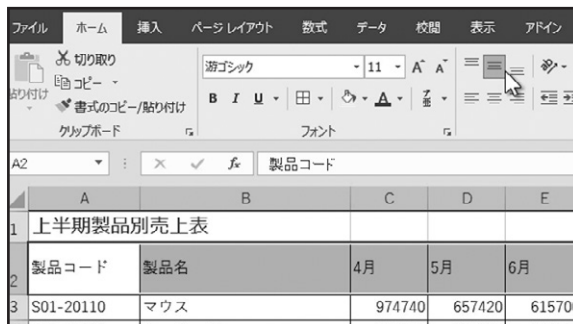 ファイル ホーム 挿入 ページ レイアウト 数式 データ 校閲 表示 アドイン
切り取り
コピー
貼り付け
書式のコピー/貼り付け
クリップボード
游ゴシック 11 A A
B I U A
フォント
A2 fx 製品コード
A B C D E
1 上半期製品別売上表
2 製品コード 製品名 4月 5月 6月
3 S01-20110 マウス 974740 657420 61570